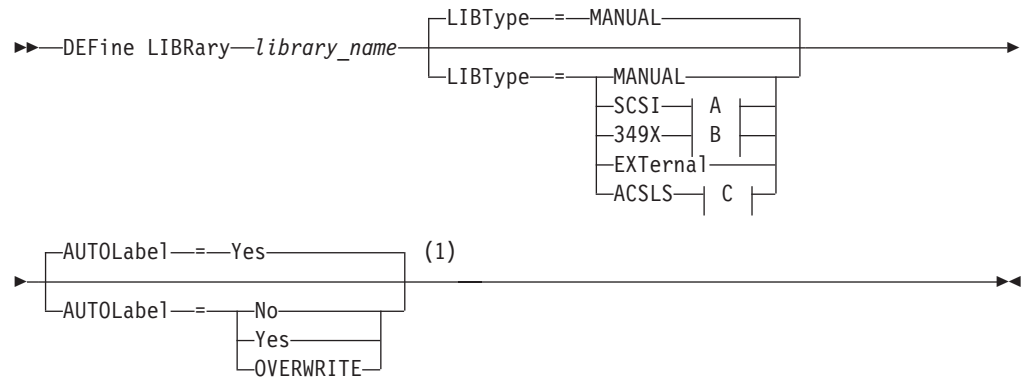 LIBType = MANUAL
DEFine LIBRary library_name
LIBType = MANUAL
SCSI A
349X B
EXTernal
ACSLS C
AUTOLabel = Yes (1)
AUTOLabel = No
Yes
OVERWRITE